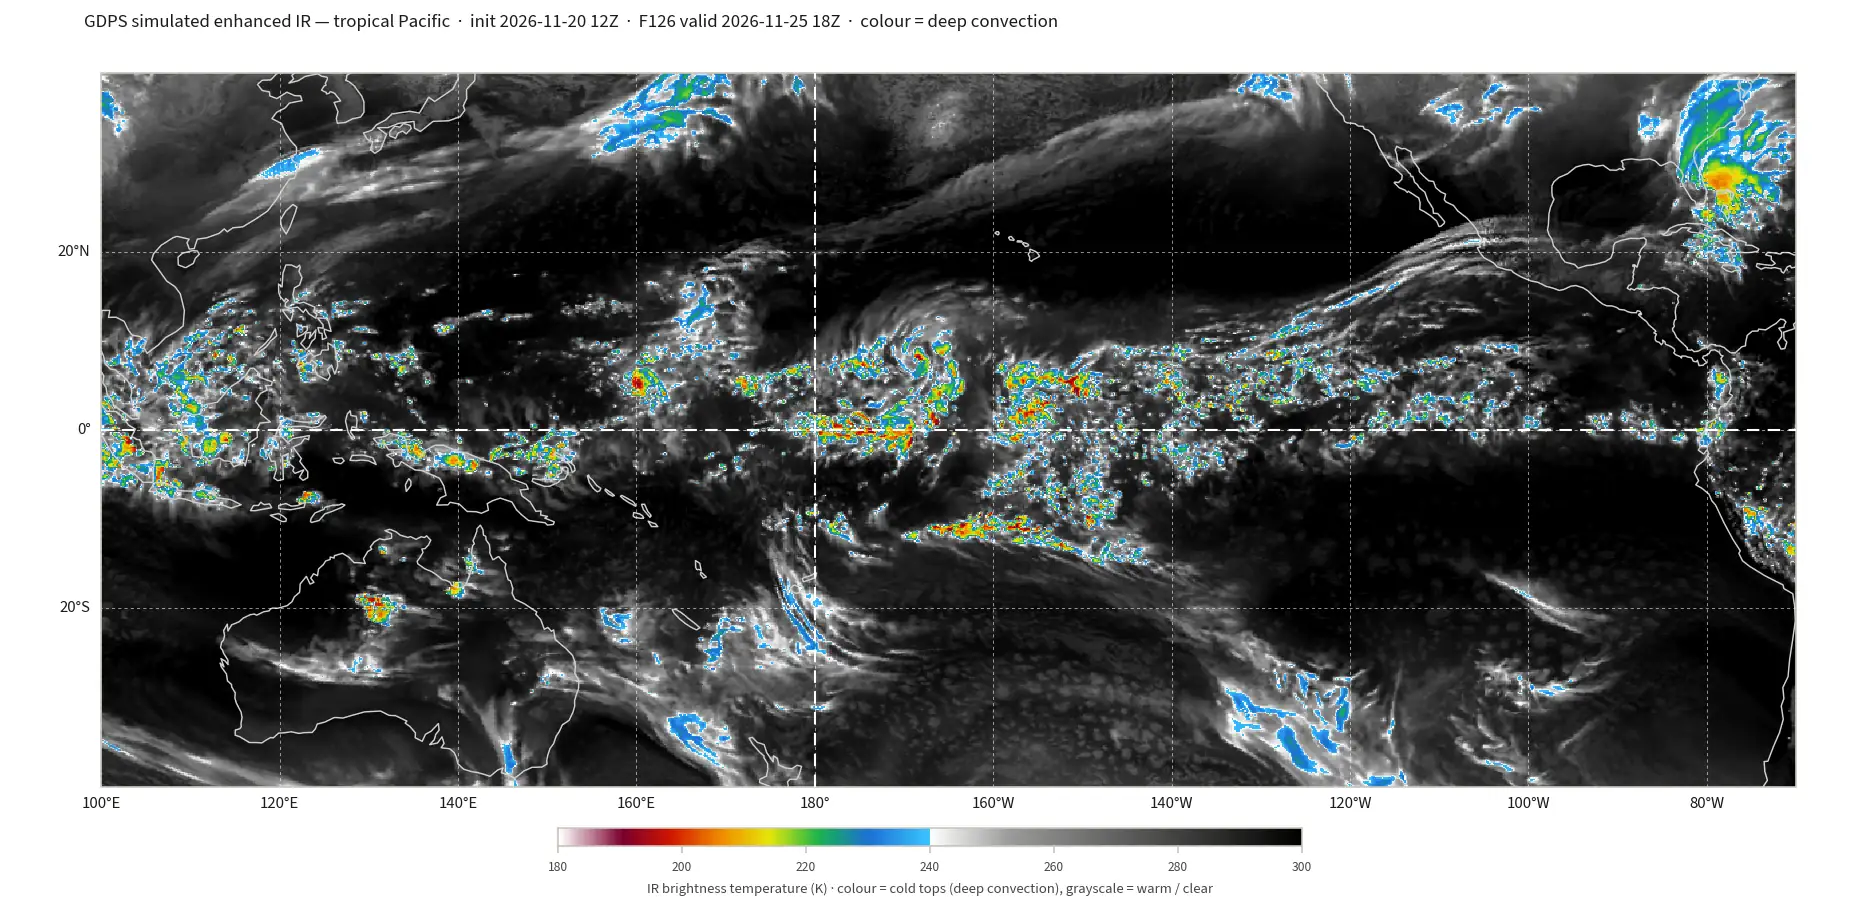 GDPS simulated enhanced IR — tropical Pacific · init 2026-11-20 12Z · F126 valid 2026-11-25 18Z · colour = deep convection
20°N
0°
20°S
100°E 120°E 140°E 160°E 180° 160°W 140°W 120°W 100°W 80°W
180 200 220 240 260 280 300
IR brightness temperature (K) · colour = cold tops (deep convection), grayscale = warm / clear